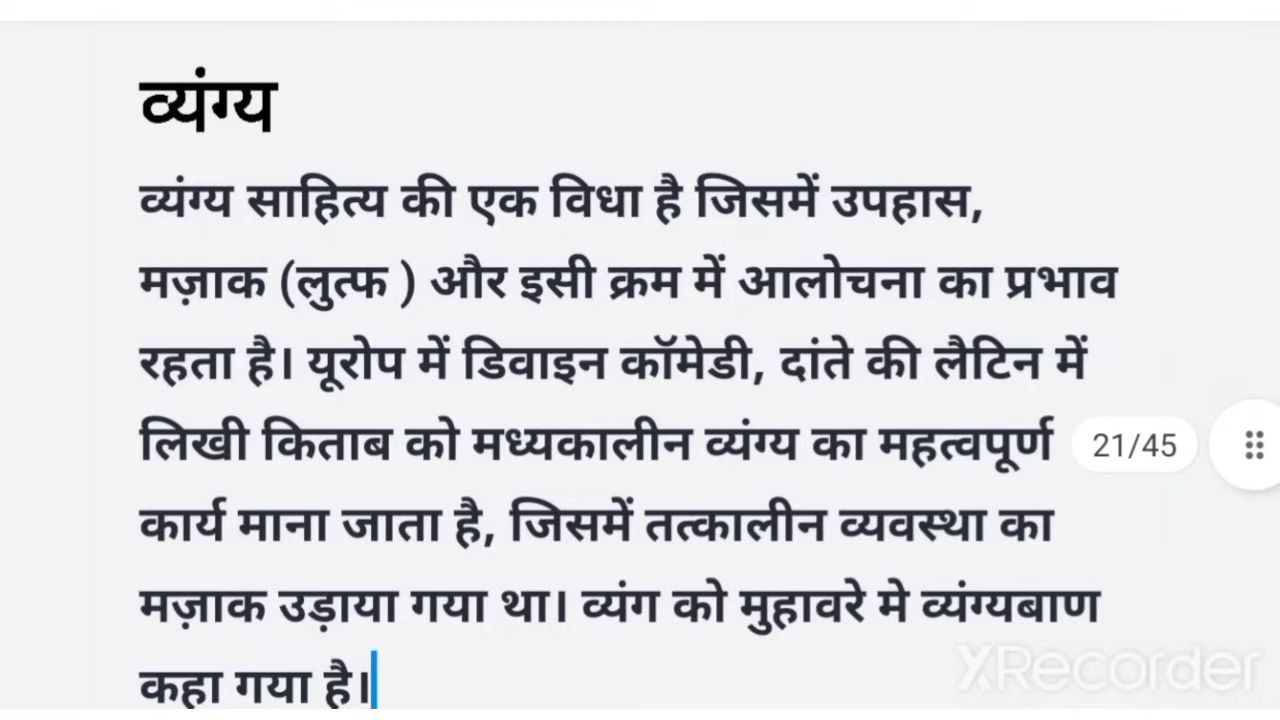 व्यंग्य
व्यंग्य साहित्य की एक विधा है जिसमें उपहास,
मज़ाक (लुत्फ ) और इसी क्रम में आलोचना का प्रभाव
रहता है। यूरोप में डिवाइन कॉमेडी, दांते की लैटिन में
लिखी किताब को मध्यकालीन व्यंग्य का महत्वपूर्ण
21/45
कार्य माना जाता है, जिसमें तत्कालीन व्यवस्था का
मज़ाक उड़ाया गया था। व्यंग को मुहावरे मे व्यंग्यबाण
कहा गया है।
XRecorder